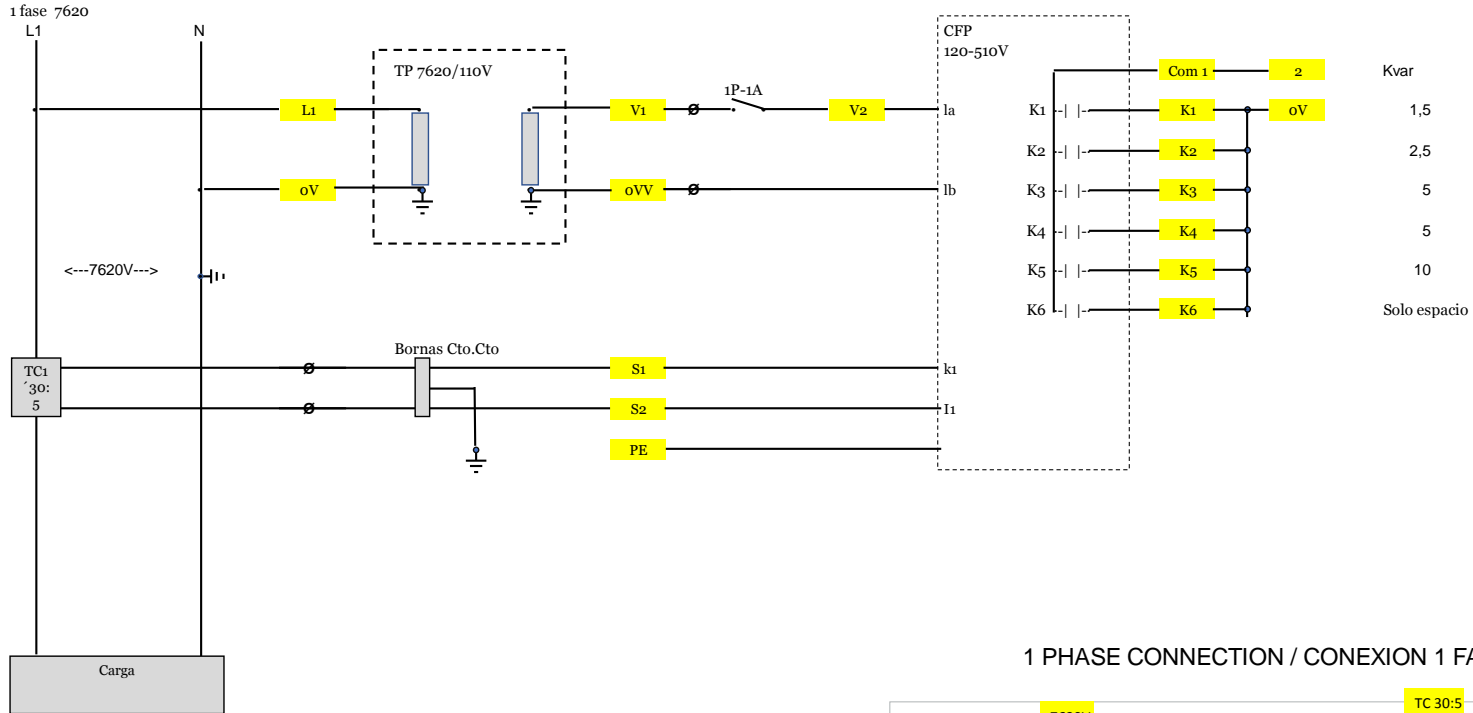 1 fase 7620
L1
N
TP 7620/110V
L1
0V
V1
1P-1A
V2
0VV
CFP
120-510V
la
lb
K1
K2
K3
K4
K5
K6
Com 1
2
Kvar
K1
0V
1,5
K2
2,5
K3
5
K4
5
K5
10
K6
Solo espacio
<---7620V--->
Bornas Cto.Cto
TC1
´30:
5
S1
k1
S2
I1
PE
Carga
1 PHASE CONNECTION / CONEXION 1 FA
TC 30:5